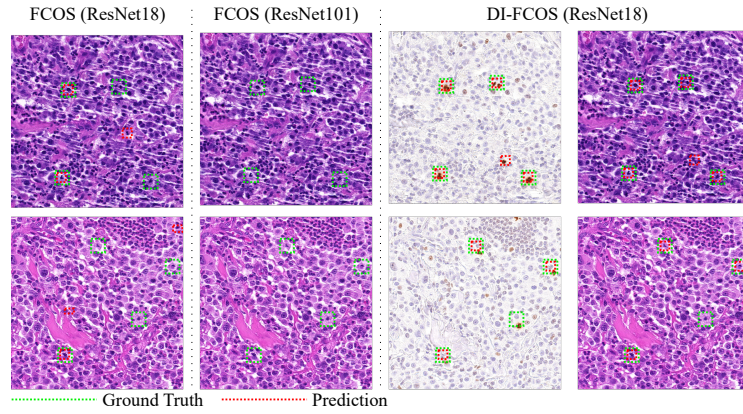 FCOS (ResNet18) FCOS (ResNet101) DI-FCOS (ResNet18)
Ground Truth Prediction